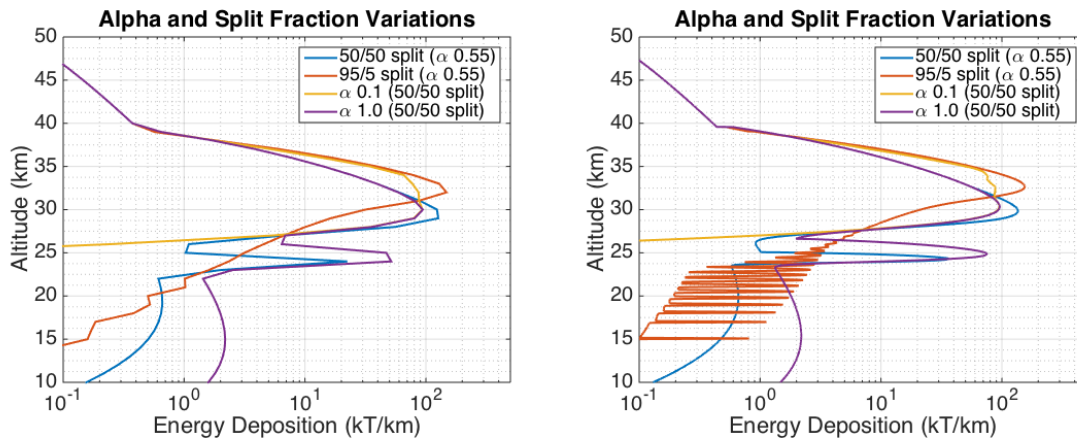 Alpha and Split Fraction Variations
50
45
40
35
30
25
20
15
10
Altitude (km)
50/50 split (α 0.55)
95/5 split (α 0.55)
α 0.1 (50/50 split)
α 1.0 (50/50 split)
10^-1 10^0 10^1 10^2
Energy Deposition (kT/km)
Alpha and Split Fraction Variations
50
45
40
35
30
25
20
15
10
Altitude (km)
50/50 split (α 0.55)
95/5 split (α 0.55)
α 0.1 (50/50 split)
α 1.0 (50/50 split)
10^-1 10^0 10^1 10^2
Energy Deposition (kT/km)